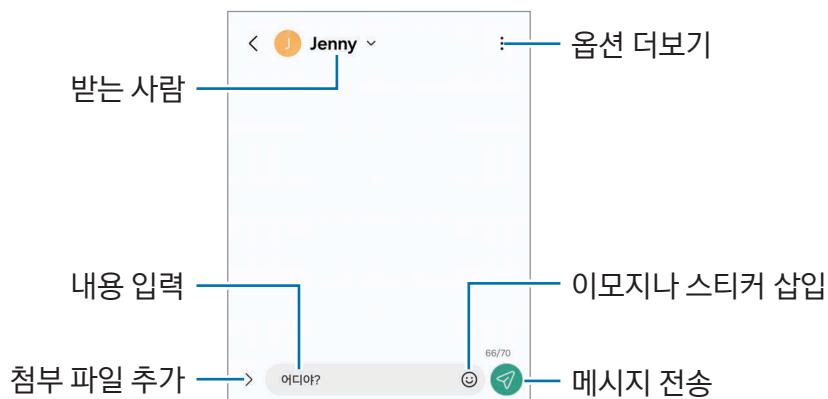 J Jenny
옵션 더보기
받는 사람
내용 입력
이모지나 스티커 삽입
66/70
첨부 파일 추가
어디야?
메시지 전송